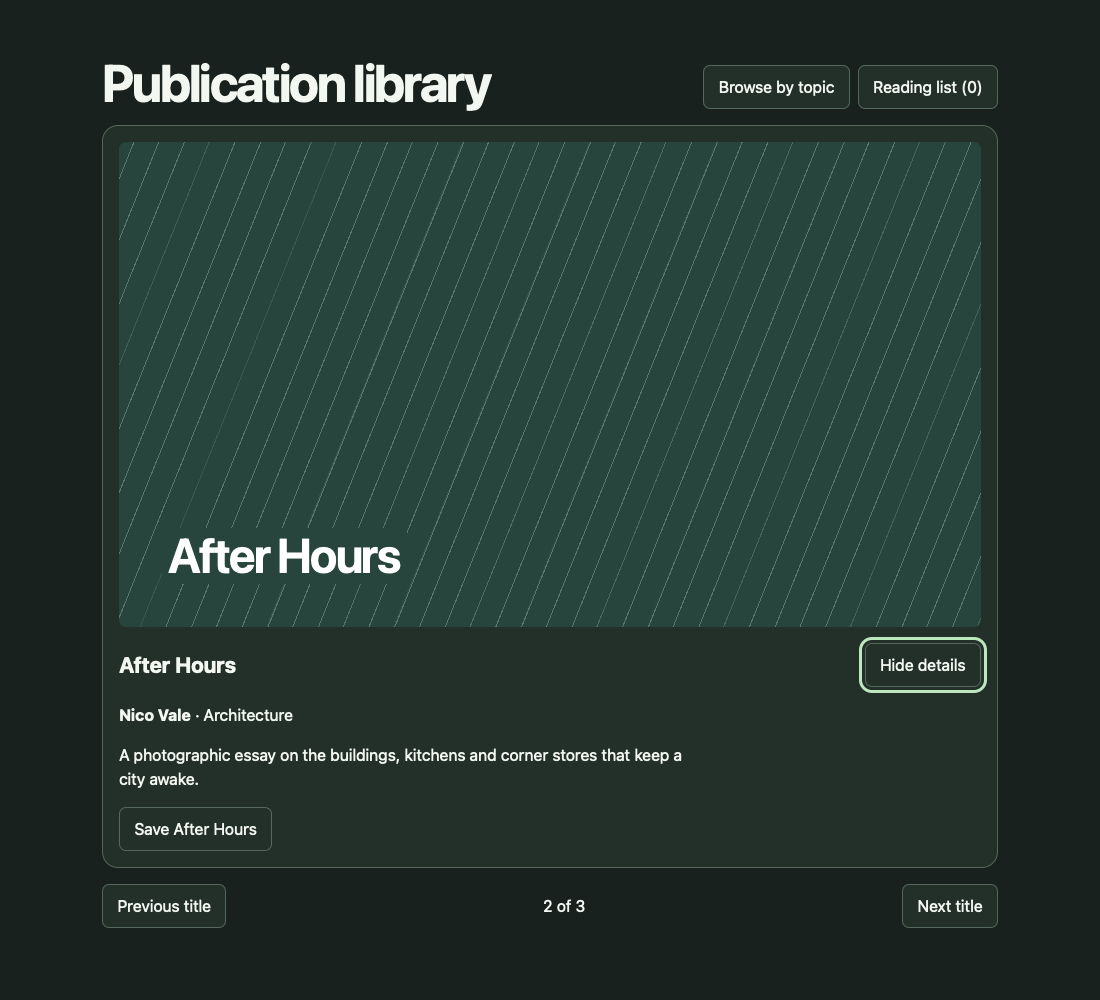 Publication library
Browse by topic
Reading list (0)
After Hours
After Hours
Hide details
Nico Vale · Architecture
A photographic essay on the buildings, kitchens and corner stores that keep a
city awake.
Save After Hours
Previous title
2 of 3
Next title